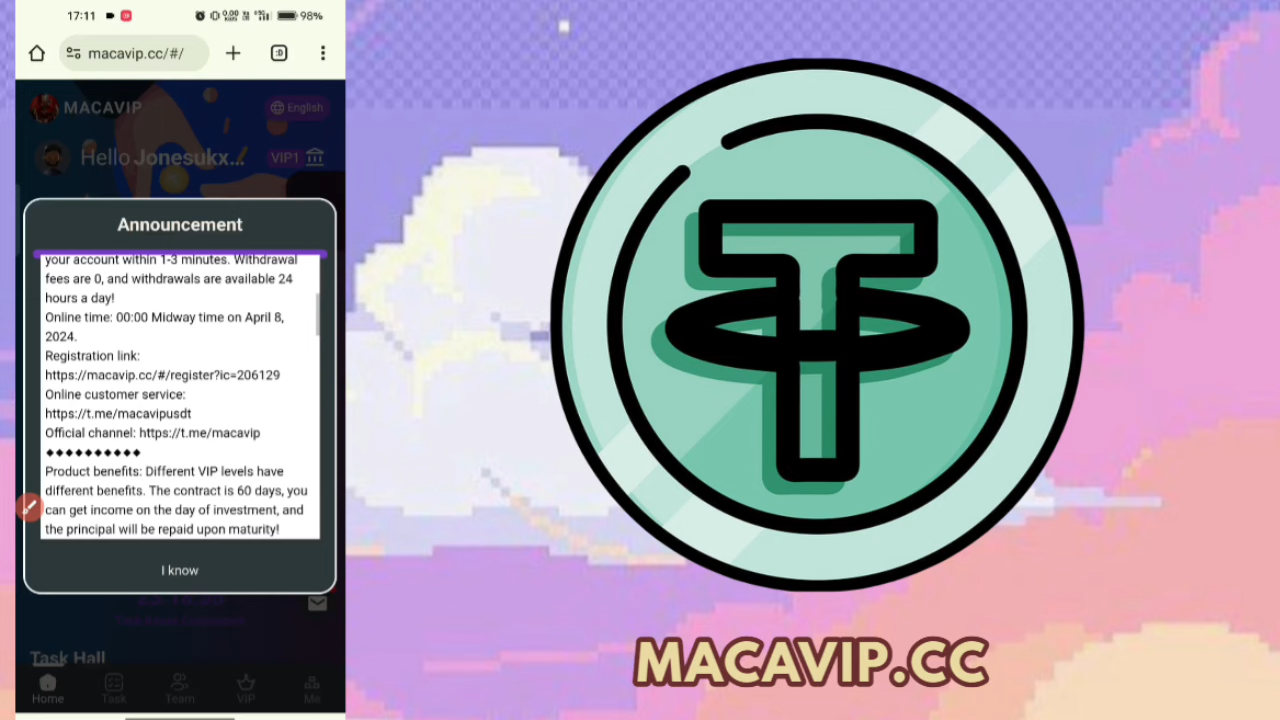 17:11
0.00
98%
macavip.cc/#/
:D
MACAVIP
English
Hello Jonesukx...
VIP1
Announcement
your account within 1-3 minutes. Withdrawal
fees are 0, and withdrawals are available 24
hours a day!
Online time: 00:00 Midway time on April 8,
2024.
Registration link:
https://macavip.cc/#/register?ic=206129
Online customer service:
https://t.me/macavipusdt
Official channel: https://t.me/macavip
◆◆◆◆◆◆◆◆◆◆
Product benefits: Different VIP levels have
different benefits. The contract is 60 days, you
can get income on the day of investment, and
the principal will be repaid upon maturity!
I know
Task Hall
Home
Task
Team
VIP
Me
MACAVIP.CC